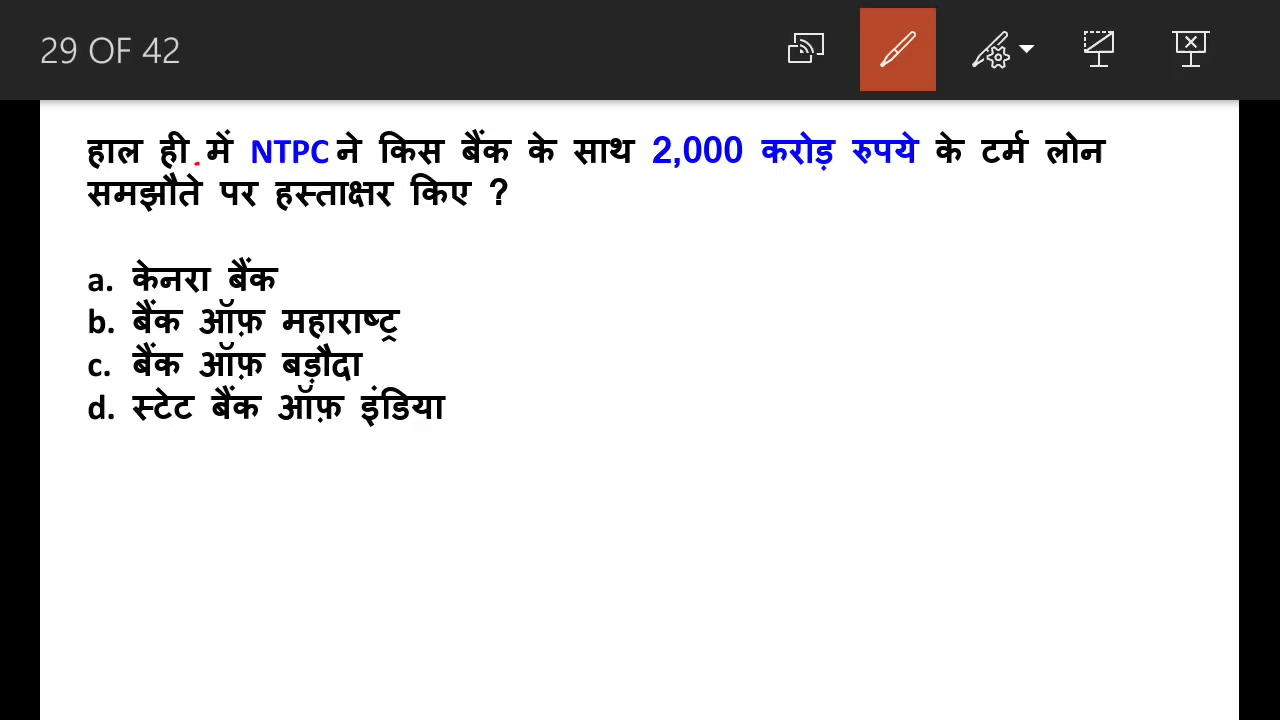 29 OF 42
हाल ही में NTPC ने किस बैंक के साथ 2,000 करोड़ रुपये के टर्म लोन
समझौते पर हस्ताक्षर किए ?
a. केनरा बैंक
b. बैंक ऑफ़ महाराष्ट्र
c. बैंक ऑफ़ बड़ौदा
d. स्टेट बैंक ऑफ़ इंडिया